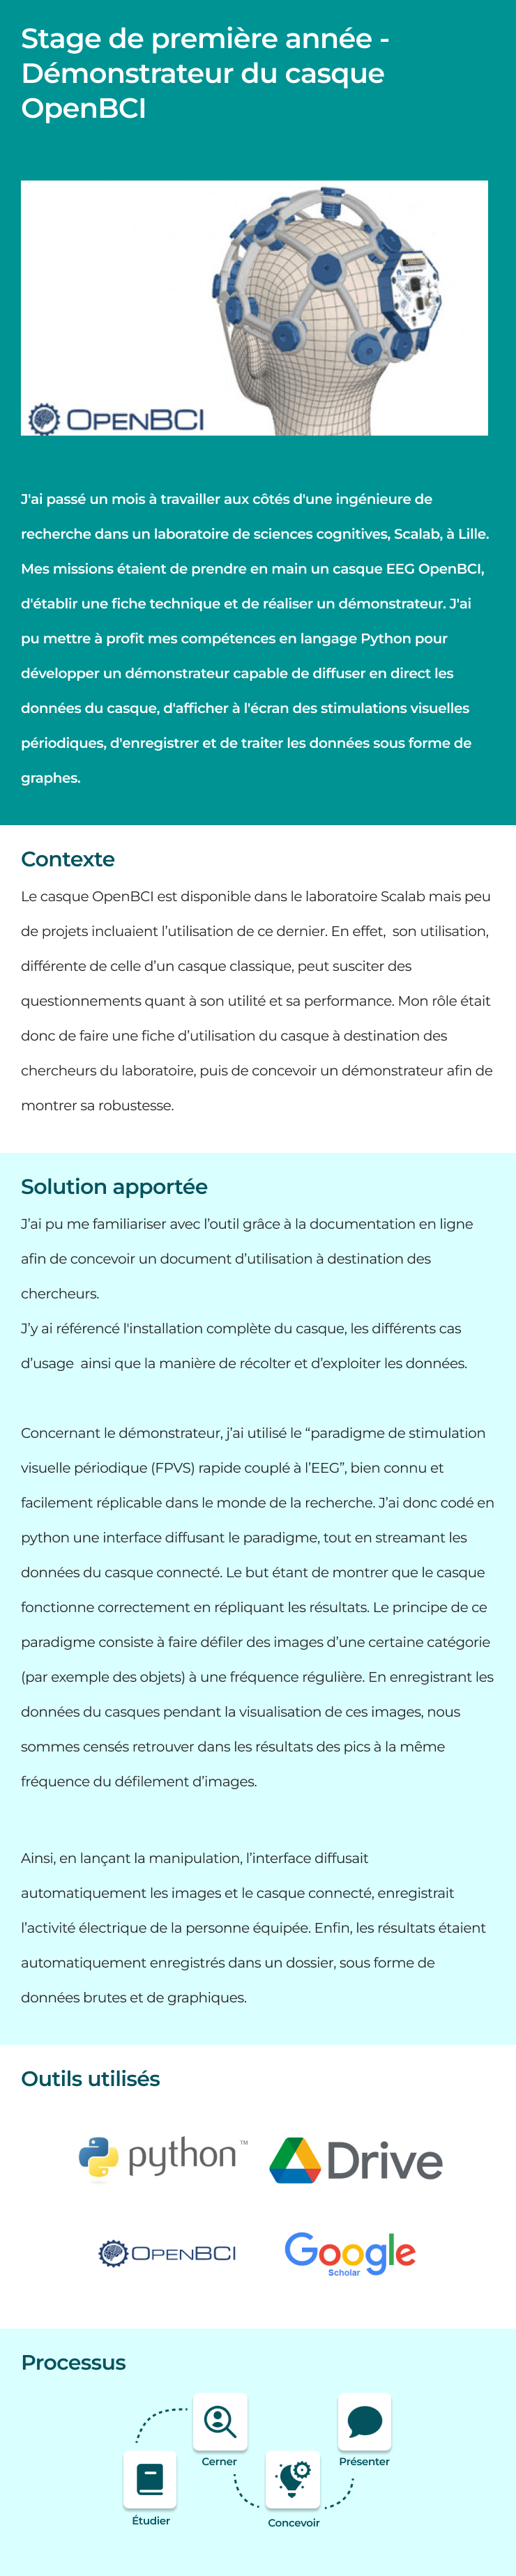 Stage de première année -
Démonstrateur du casque
OpenBCI
OpenBCI
J'ai passé un mois à travailler aux côtés d'une ingénieure de
recherche dans un laboratoire de sciences cognitives, Scalab, à Lille.
Mes missions étaient de prendre en main un casque EEG OpenBCI,
d'établir une fiche technique et de réaliser un démonstrateur. J'ai
pu mettre à profit mes compétences en langage Python pour
développer un démonstrateur capable de diffuser en direct les
données du casque, d'afficher à l'écran des stimulations visuelles
périodiques, d'enregistrer et de traiter les données sous forme de
graphes.
Contexte
Le casque OpenBCI est disponible dans le laboratoire Scalab mais peu
de projets incluaient l’utilisation de ce dernier. En effet,  son utilisation,
différente de celle d’un casque classique, peut susciter des
questionnements quant à son utilité et sa performance. Mon rôle était
donc de faire une fiche d’utilisation du casque à destination des
chercheurs du laboratoire, puis de concevoir un démonstrateur afin de
montrer sa robustesse.
Solution apportée
J’ai pu me familiariser avec l’outil grâce à la documentation en ligne
afin de concevoir un document d’utilisation à destination des
chercheurs.
J’y ai référencé l'installation complète du casque, les différents cas
d’usage  ainsi que la manière de récolter et d’exploiter les données.
Concernant le démonstrateur, j’ai utilisé le “paradigme de stimulation
visuelle périodique (FPVS) rapide couplé à l’EEG”, bien connu et
facilement réplicable dans le monde de la recherche. J’ai donc codé en
python une interface diffusant le paradigme, tout en streamant les
données du casque connecté. Le but étant de montrer que le casque
fonctionne correctement en répliquant les résultats. Le principe de ce
paradigme consiste à faire défiler des images d’une certaine catégorie
(par exemple des objets) à une fréquence régulière. En enregistrant les
données du casques pendant la visualisation de ces images, nous
sommes censés retrouver dans les résultats des pics à la même
fréquence du défilement d’images.
Ainsi, en lançant la manipulation, l’interface diffusait
automatiquement les images et le casque connecté, enregistrait
l’activité électrique de la personne équipée. Enfin, les résultats étaient
automatiquement enregistrés dans un dossier, sous forme de
données brutes et de graphiques.
Outils utilisés
python™
Drive
OpenBCI
Google
Scholar
Processus
Cerner
Présenter
Étudier
Concevoir